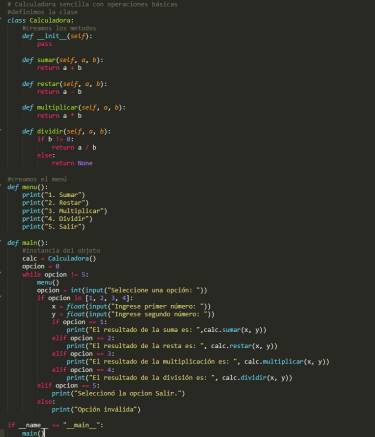 # Calculadora sencilla con operaciones básicas
#definimos la clase
class Calculadora:
    #creamos los metodos
    def __init__(self):
        pass

    def sumar(self, a, b):
        return a + b

    def restar(self, a, b):
        return a - b

    def multiplicar(self, a, b):
        return a * b

    def dividir(self, a, b):
        if b != 0:
            return a / b
        else:
            return None

#creamos el menú
def menu():
    print("1. Sumar")
    print("2. Restar")
    print("3. Multiplicar")
    print("4. Dividir")
    print("5. Salir")

def main():
    #instancia del objeto
    calc = Calculadora()
    opcion = 0
    while opcion != 5:
        menu()
        opcion = int(input("Seleccione una opción: "))
        if opcion in [1, 2, 3, 4]:
            x = float(input("Ingrese primer número: "))
            y = float(input("Ingrese segundo número: "))
            if opcion == 1:
                print("El resultado de la suma es: ",calc.sumar(x, y))
            elif opcion == 2:
                print("El resultado de la resta es: ", calc.restar(x, y))
            elif opcion == 3:
                print("El resultado de la multiplicación es: ", calc.multiplicar(x, y))
            elif opcion == 4:
                print("El resultado de la división es: ", calc.dividir(x, y))
        elif opcion == 5:
            print("Seleccionó la opcion Salir.")
        else:
            print("Opción inválida")

if __name__ == "__main__":
    main()